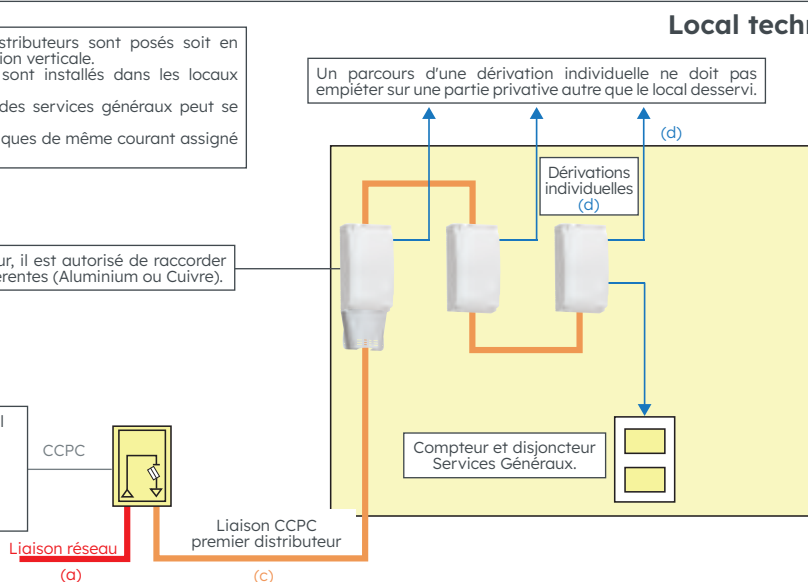 Local techn
stributeurs sont posés soit en
ion verticale.
sont installés dans les locaux
des services généraux peut se
iques de même courant assigné
Un parcours d'une dérivation individuelle ne doit pas
empiéter sur une partie privative autre que le local desservi.
(d)
Dérivations
individuelles
(d)
ur, il est autorisé de raccorder
érentes (Aluminium ou Cuivre).
l
CCPC
Compteur et disjoncteur
Services Généraux.
Liaison CCPC
premier distributeur
Liaison réseau
(a)
(c)